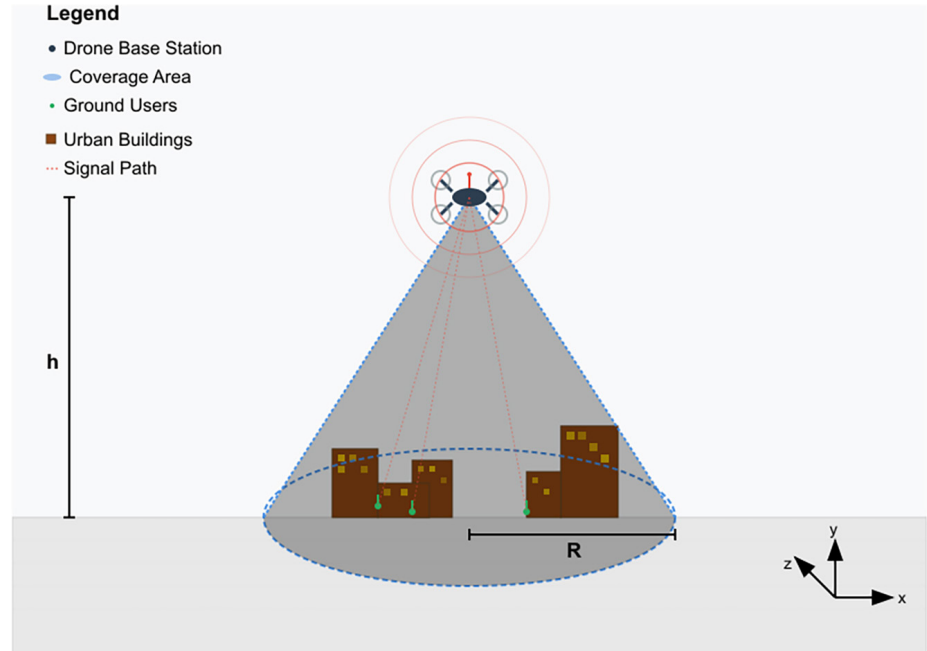 Legend
Drone Base Station
Coverage Area
Ground Users
Urban Buildings
Signal Path
h
R
y
z
x